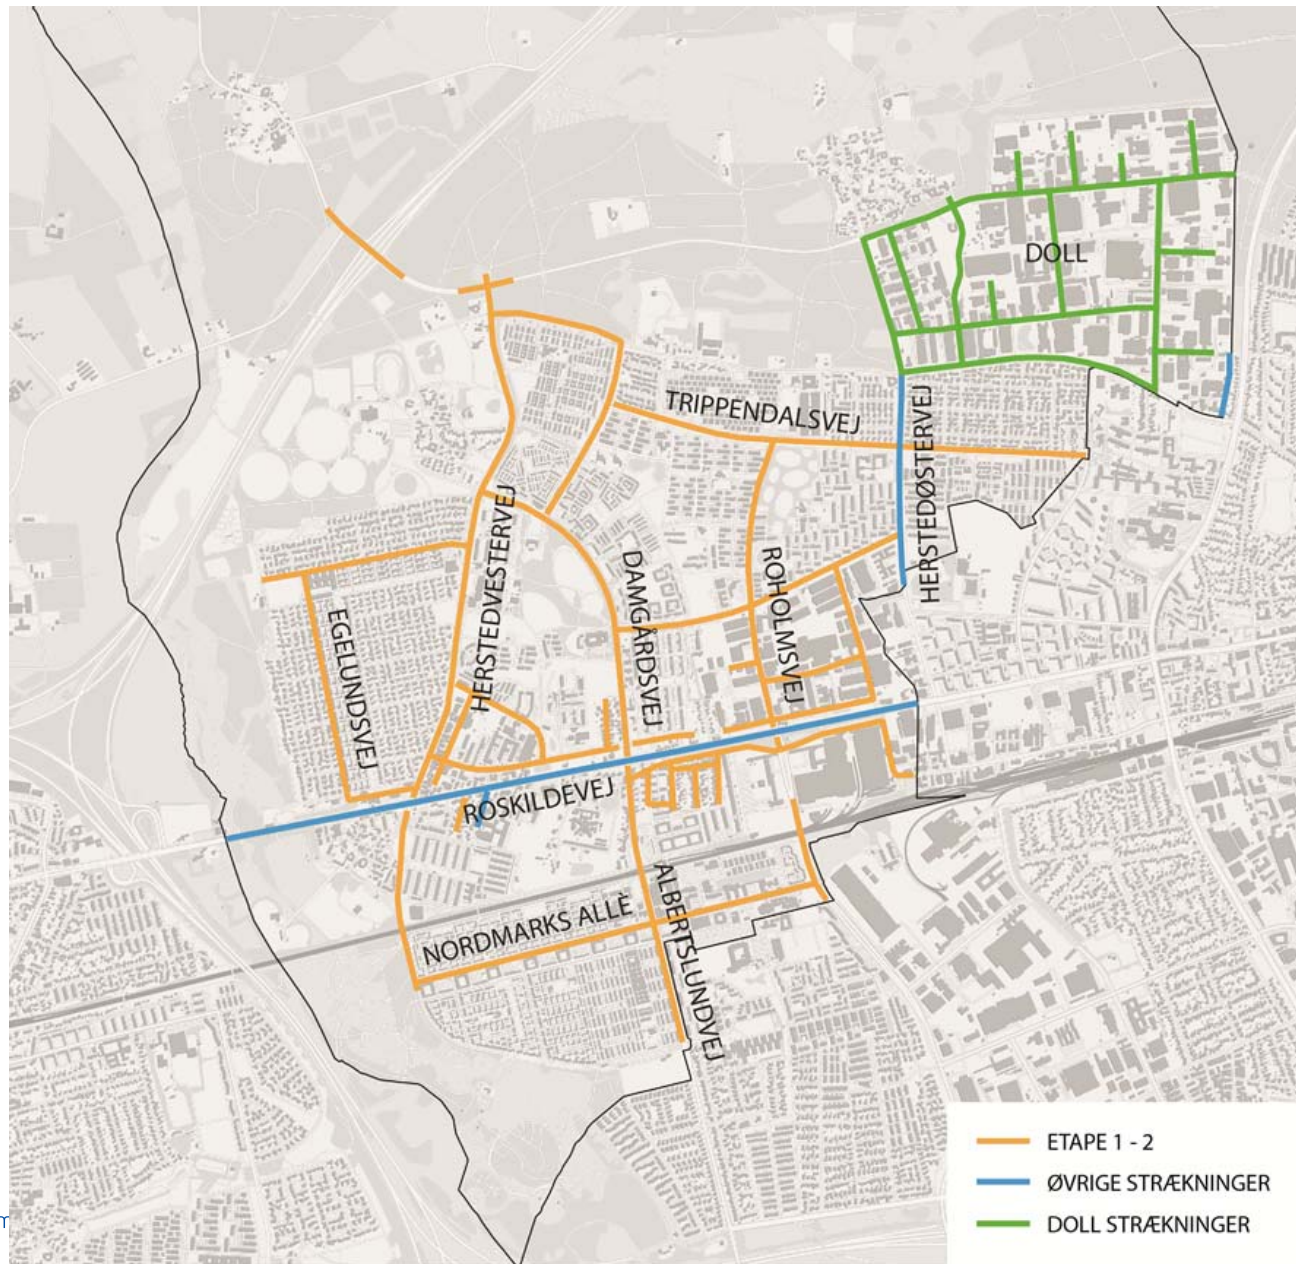 DOLL
TRIPPENDALSVEJ
HERSTEDØSTERVEJ
HERSTEDVESTERVEJ
DAMGÅRDSVEJ
ROHOLMSVEJ
EGELUNDSVEJ
ROSKILDEVEJ
NORDMARKS ALLÈ
ALBERTSLUNDVEJ
ETAPE 1 - 2
ØVRIGE STRÆKNINGER
DOLL STRÆKNINGER